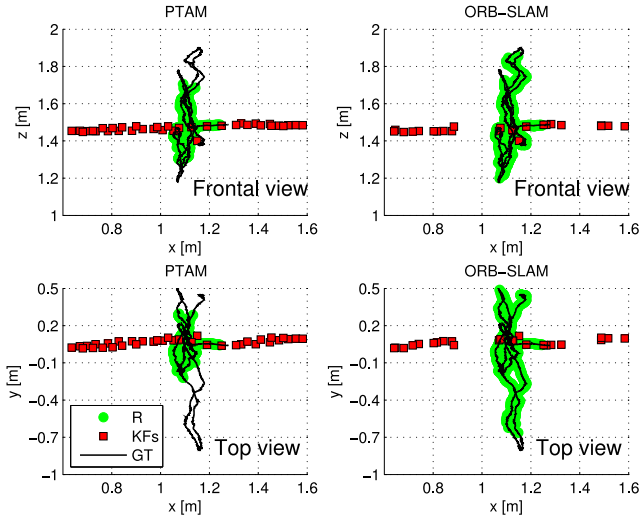 PTAM
ORB-SLAM
2
1.8
1.6
1.4
1.2
1
z [m]
Frontal view
0.8 1 1.2 1.4 1.6
x [m]
2
1.8
1.6
1.4
1.2
1
z [m]
Frontal view
0.8 1 1.2 1.4 1.6
x [m]
PTAM
ORB-SLAM
0.5
0.2
−0.1
−0.4
−0.7
−1
y [m]
R
KFs
GT
Top view
0.8 1 1.2 1.4 1.6
x [m]
0.5
0.2
−0.1
−0.4
−0.7
−1
y [m]
Top view
0.8 1 1.2 1.4 1.6
x [m]